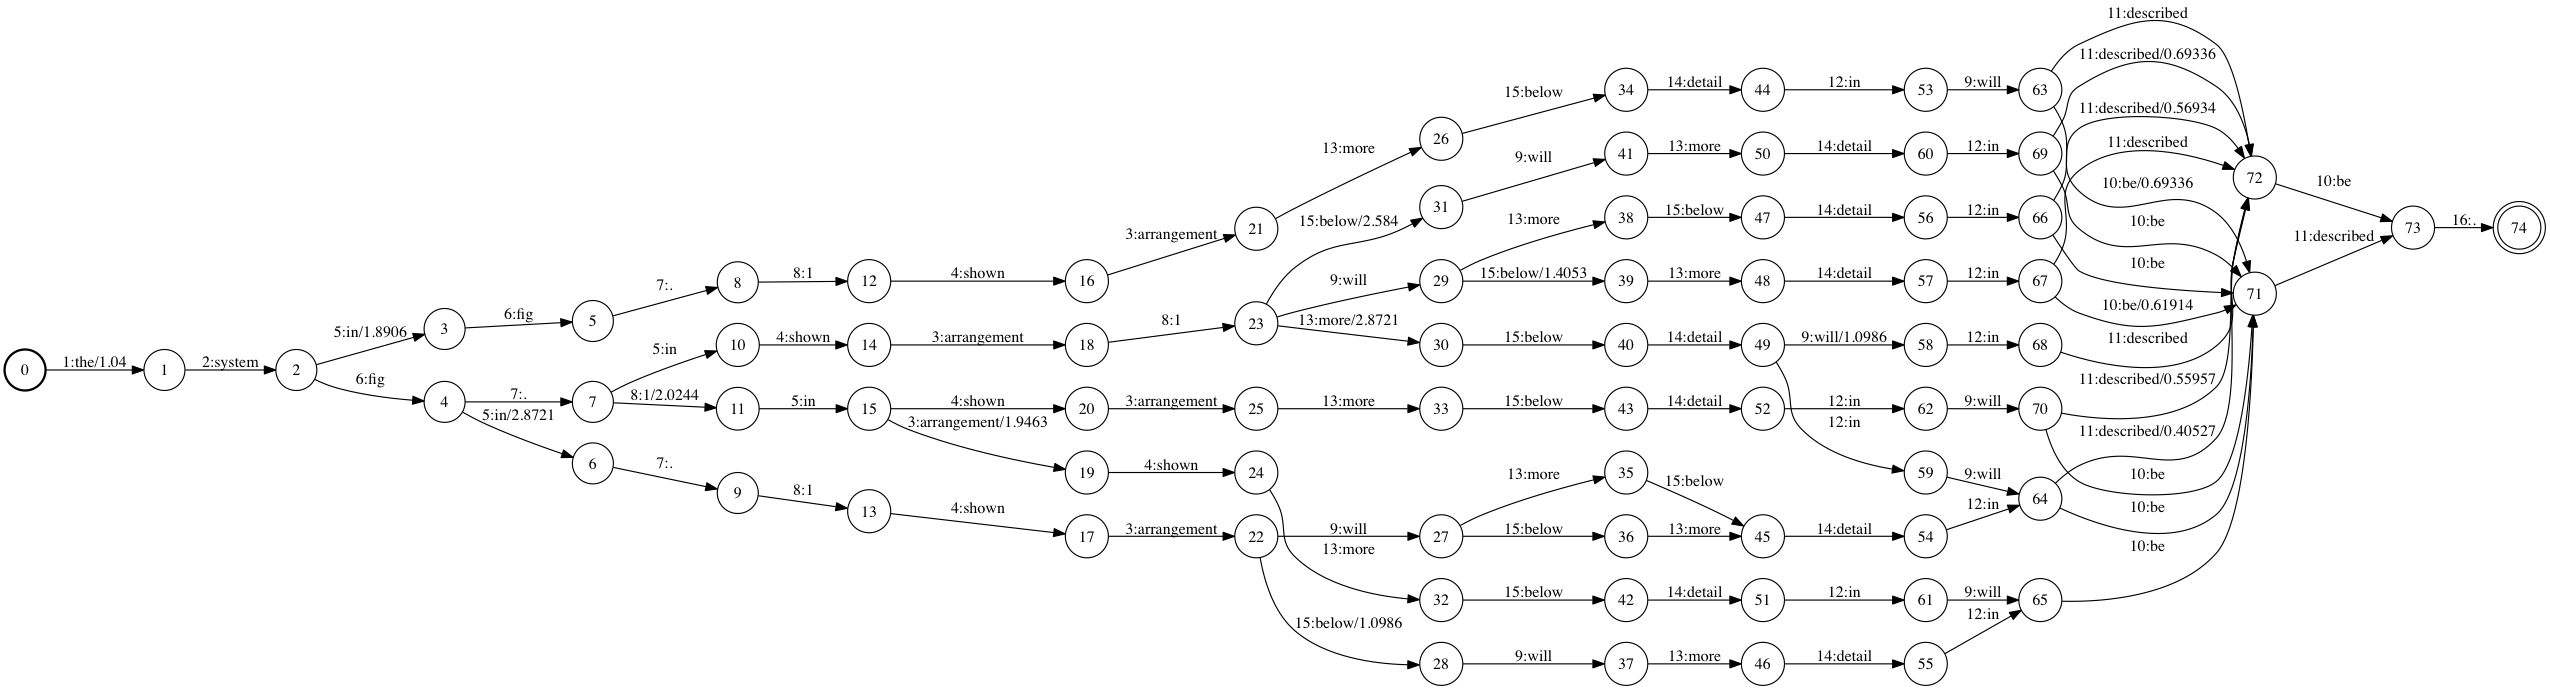 11:described
11:described/0.69336
34 14:detail 44 12:in 53 9:will 63
15:below
11:described/0.56934
26
13:more 9:will 41 13:more 50 14:detail 60 12:in 69 11:described
72 10:be
10:be/0.69336
31 13:more 38 15:below 47 14:detail 56 12:in 66
21 15:below/2.584
10:be
3:arrangement 73 16:. 74
11:described
10:be
8 8:1 12 4:shown 16 9:will 29 15:below/1.4053 39 13:more 48 14:detail 57 12:in 67
7:. 71
10:be/0.61914
6:fig 5 8:1 23 13:more/2.8721
5:in/1.8906 3
5:in 10 4:shown 14 3:arrangement 18 30 15:below 40 14:detail 49 9:will/1.0986 58 12:in 68 11:described
0 1:the/1.04 1 2:system 2
6:fig 11:described/0.55957
4 7:. 7 8:1/2.0244 11 5:in 15 4:shown 20 3:arrangement 25 13:more 33 15:below 43 14:detail 52 12:in 62 9:will 70
5:in/2.8721 3:arrangement/1.9463 12:in
11:described/0.40527
6 7:. 19 4:shown 24 13:more 35 15:below 59 9:will 10:be
9 8:1 64
13 4:shown 12:in 10:be
17 3:arrangement 22 9:will 27 15:below 36 13:more 45 14:detail 54
13:more 10:be
32 15:below 42 14:detail 51 12:in 61 9:will 65
15:below/1.0986 12:in
28 9:will 37 13:more 46 14:detail 55